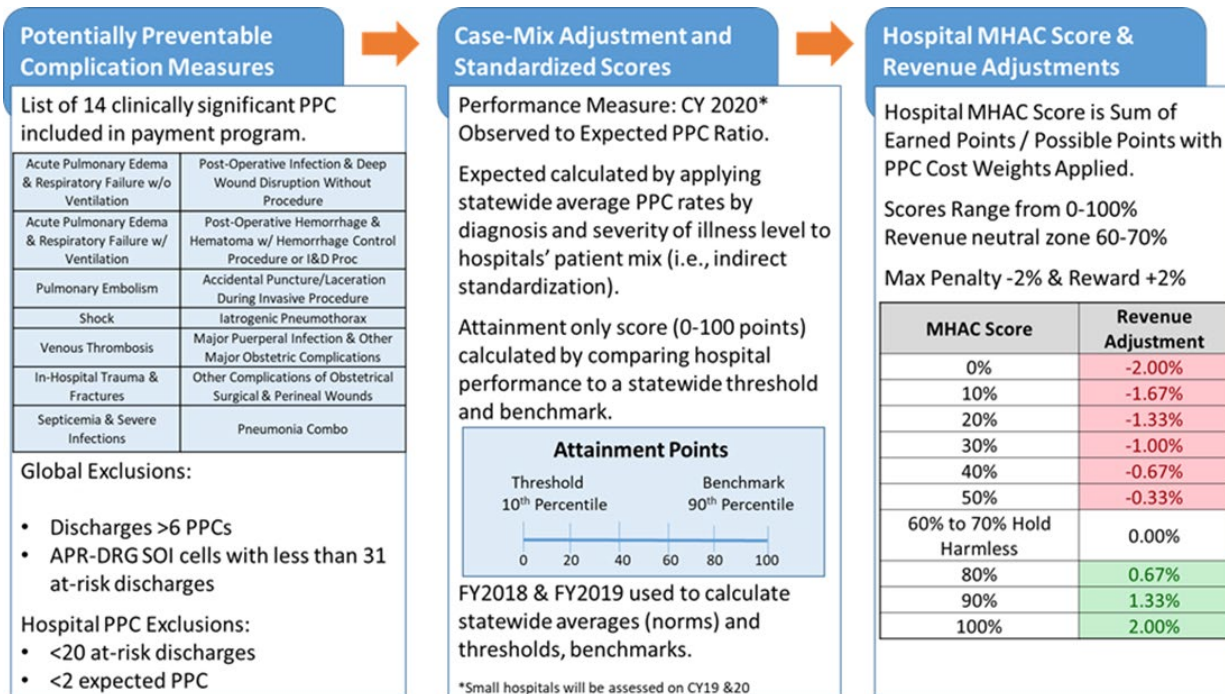 Potentially Preventable
Complication Measures
List of 14 clinically significant PPC
included in payment program.
Acute Pulmonary Edema
& Respiratory Failure w/o
Ventilation
Post-Operative Infection & Deep
Wound Disruption Without
Procedure
Acute Pulmonary Edema
& Respiratory Failure w/
Ventilation
Post-Operative Hemorrhage &
Hematoma w/ Hemorrhage Control
Procedure or I&D Proc
Pulmonary Embolism
Accidental Puncture/Laceration
During Invasive Procedure
Shock
Iatrogenic Pneumothorax
Venous Thrombosis
Major Puerperal Infection & Other
Major Obstetric Complications
In-Hospital Trauma &
Fractures
Other Complications of Obstetrical
Surgical & Perineal Wounds
Septicemia & Severe
Infections
Pneumonia Combo
Global Exclusions:
• Discharges >6 PPCs
• APR-DRG SOI cells with less than 31
at-risk discharges
Hospital PPC Exclusions:
• <20 at-risk discharges
• <2 expected PPC
Case-Mix Adjustment and
Standardized Scores
Performance Measure: CY 2020*
Observed to Expected PPC Ratio.
Expected calculated by applying
statewide average PPC rates by
diagnosis and severity of illness level to
hospitals' patient mix (i.e., indirect
standardization).
Attainment only score (0-100 points)
calculated by comparing hospital
performance to a statewide threshold
and benchmark.
Attainment Points
Threshold
10th Percentile
Benchmark
90th Percentile
0 20 40 60 80 100
FY2018 & FY2019 used to calculate
statewide averages (norms) and
thresholds, benchmarks.
*Small hospitals will be assessed on CY19 &20
Hospital MHAC Score &
Revenue Adjustments
Hospital MHAC Score is Sum of
Earned Points / Possible Points with
PPC Cost Weights Applied.
Scores Range from 0-100%
Revenue neutral zone 60-70%
Max Penalty -2% & Reward +2%
MHAC Score
Revenue
Adjustment
0% -2.00%
10% -1.67%
20% -1.33%
30% -1.00%
40% -0.67%
50% -0.33%
60% to 70% Hold
Harmless
0.00%
80% 0.67%
90% 1.33%
100% 2.00%